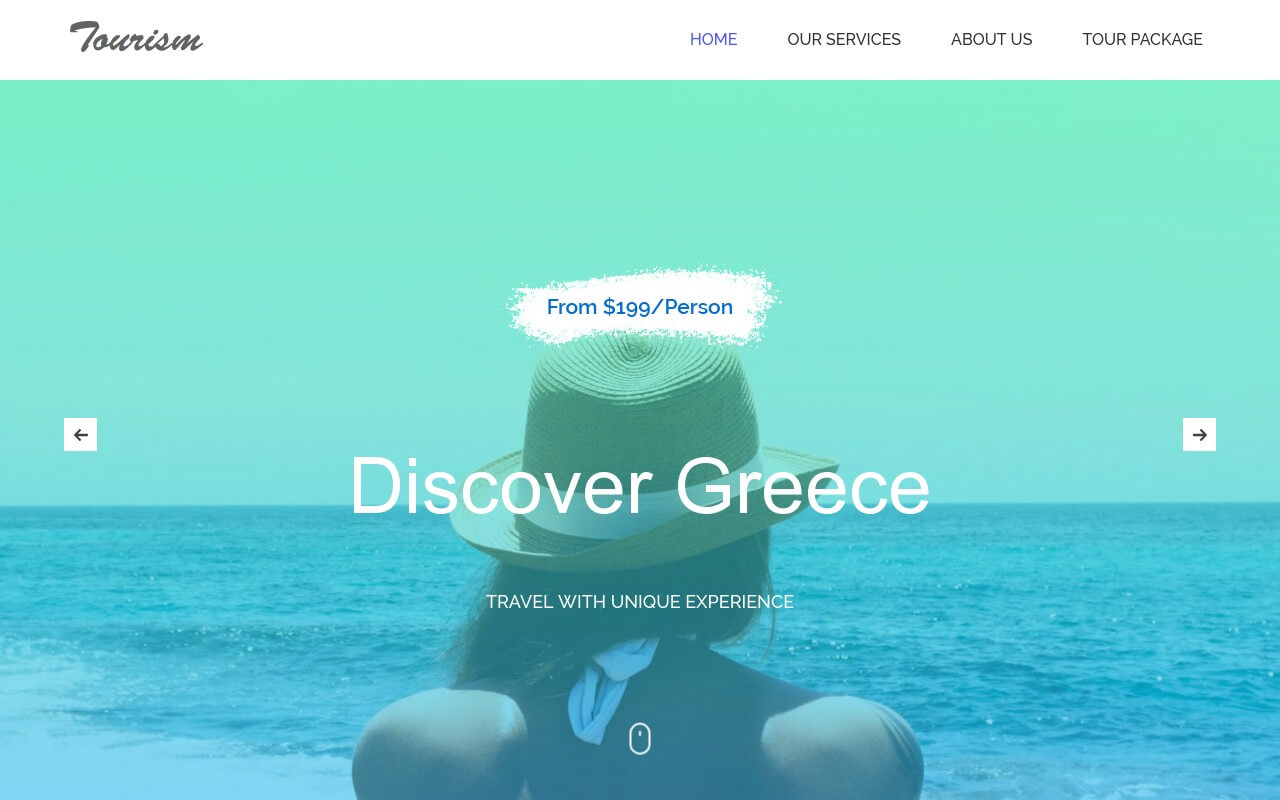 Tourism
HOME OUR SERVICES ABOUT US TOUR PACKAGE
From $199/Person
Discover Greece
TRAVEL WITH UNIQUE EXPERIENCE